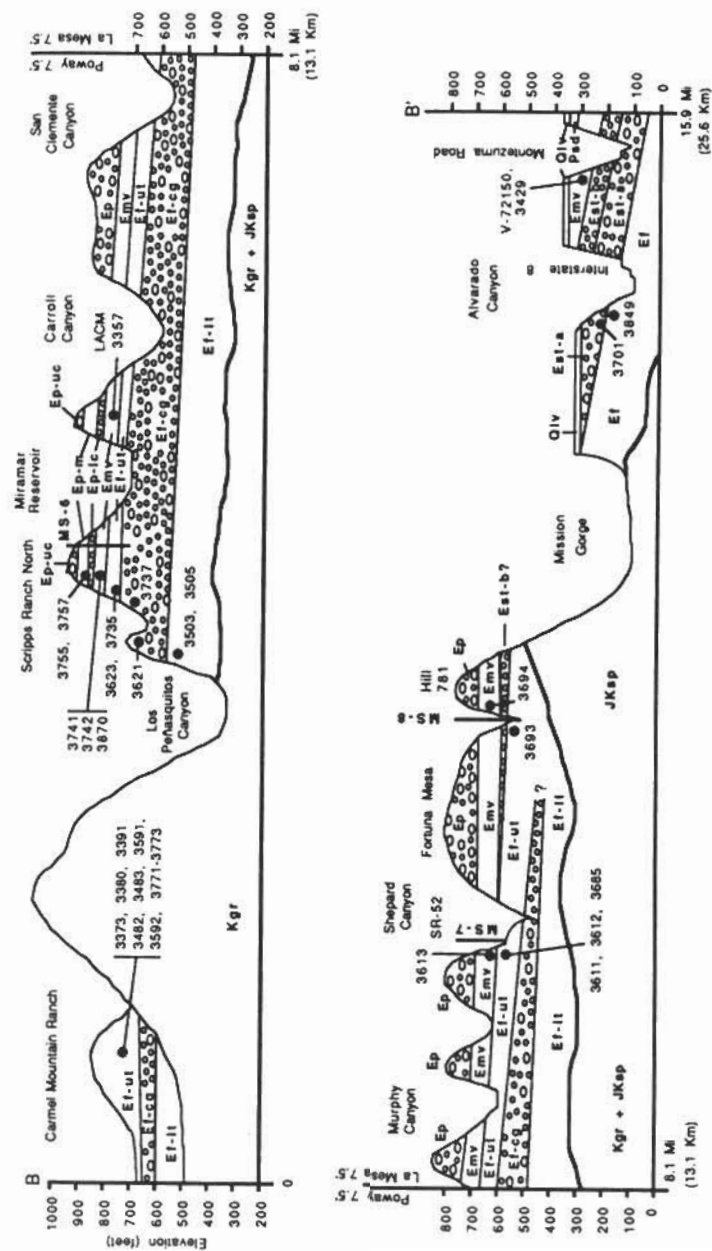 B
Carmel Mountain Ranch
Elevation (feet)
1000
900
800
700
600
500
400
300
200
0
Ef-ut
Ef-cg
Ef-lt
3373, 3380, 3391
3482, 3483, 3591,
3592, 3771-3773
Kgr
Los
Peñasquitos
Canyon
3741
3742
3870
3755, 3757
3623, 3735
3621
3737
3503, 3505
Scripps Ranch North
Ep-uc
MS-6
Miramar
Reservoir
Ep-m
Ep-lc
Emv
Ef-ut
Ep-uc
LACM
3357
Carroll
Canyon
Ef-cg
Ef-lt
Kgr + JKsp
Ep
Emv
Ef-ut
Ef-cg
San
Clemente
Canyon
Poway 7.5'
La Mesa 7.5'
700
600
500
400
300
200
8.1 Mi
(13.1 Km)
Poway 7.5'
La Mesa 7.5'
800
700
600
500
400
300
200
100
0
8.1 Mi
(13.1 Km)
Murphy
Canyon
Ep
Emv
Ef-ut
Ef-cg
Ep
Emv
Ep
Emv
Ef-ut
Ef-lt
Kgr + JKsp
3613
SR-52
MS-7
3611, 3612, 3685
Shepard
Canyon
Fortuna Mesa
Ep
Emv
Ef-ut
?
Ef-lt
MS-8
3693
Hill
781
Ep
Emv
3694
Est-b?
JKsp
Mission
Gorge
Qlv
Est-a
Ef
3701
3849
Alvarado
Canyon
Interstate 8
V-72150,
3429
Montezuma Road
Emv
Est-a
Ef
Qlv
Psd
B'
800
700
600
500
400
300
200
100
15.9 Mi
(25.6 Km)